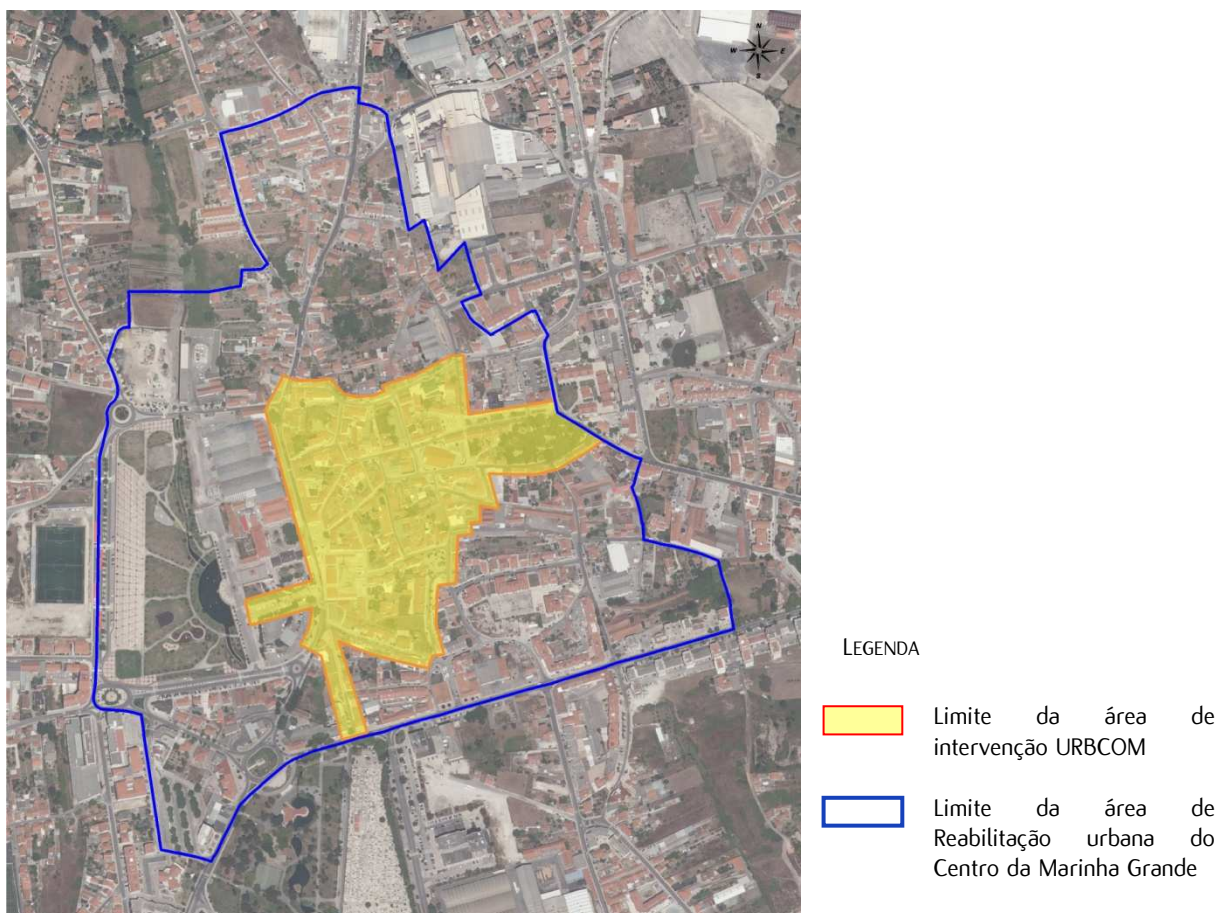 N
W E
S
LEGENDA
Limite da área de
intervenção URBCOM
Limite da área de
Reabilitação urbana do
Centro da Marinha Grande